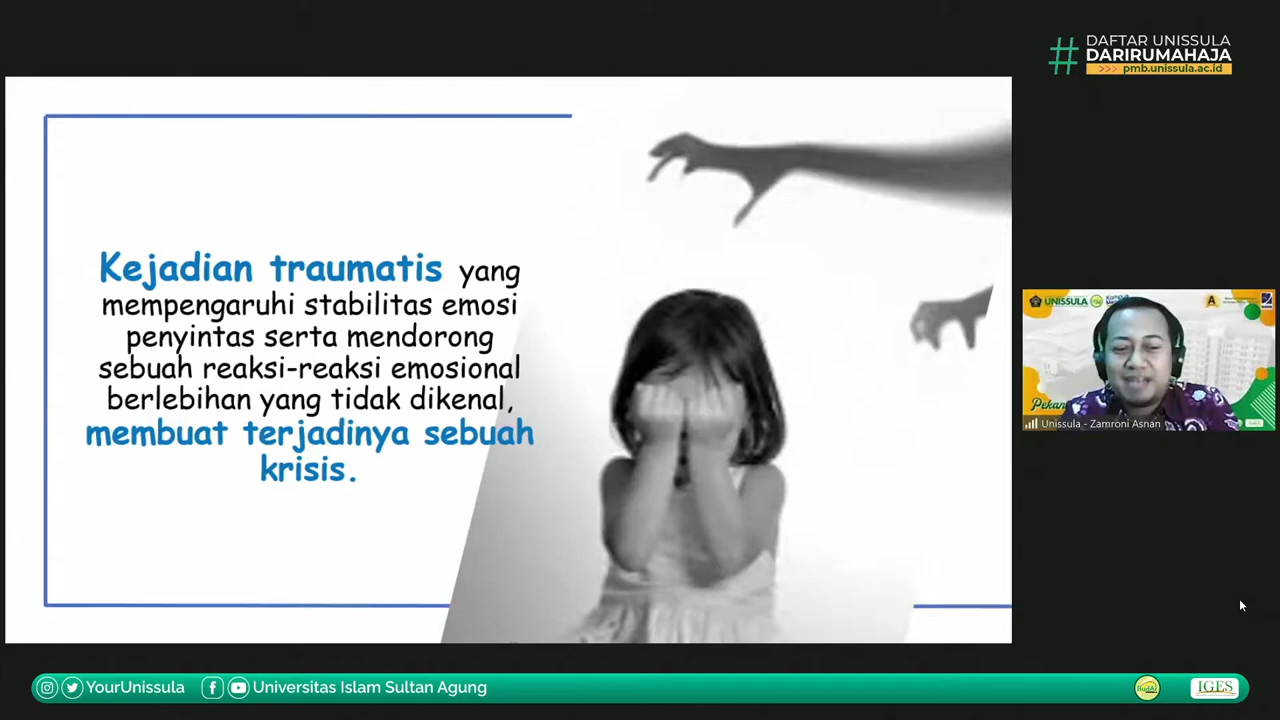 DAFTAR UNISSULA
# DARIRUMAHAJA
>>> pmb.unissula.ac.id
Kejadian traumatis yang
mempengaruhi stabilitas emosi
penyintas serta mendorong
sebuah reaksi-reaksi emosional
berlebihan yang tidak dikenal,
membuat terjadinya sebuah
krisis.
UNISSULA
A
Pekan
Unissula - Zamroni Asnan
YourUnissula
Universitas Islam Sultan Agung
BudAi
IGES